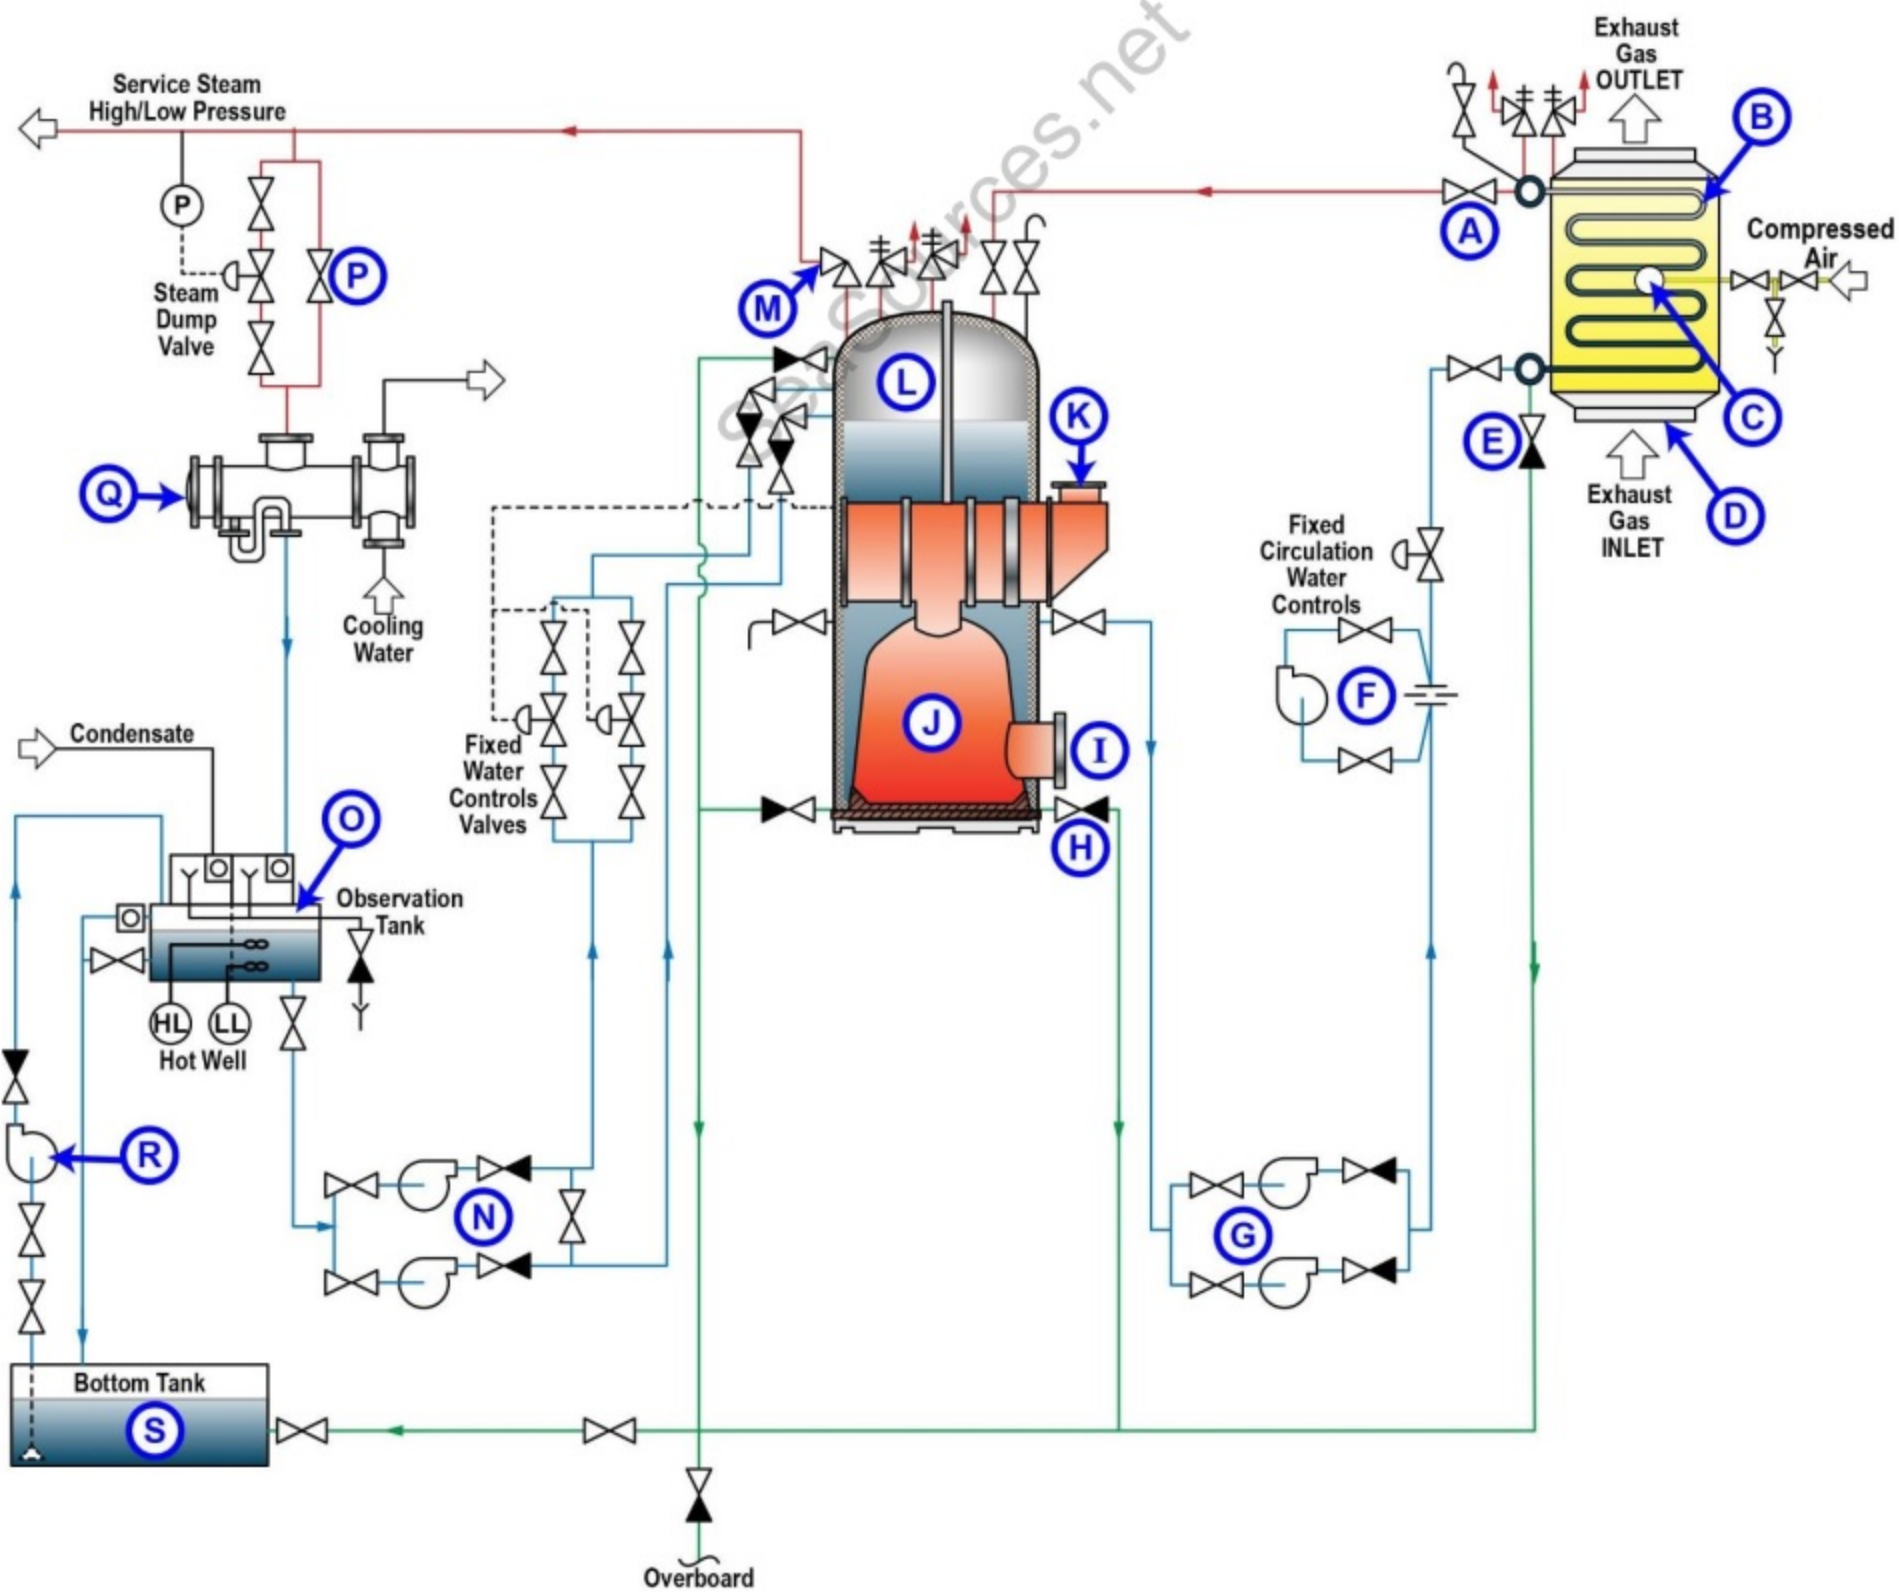 Exhaust
Gas
OUTLET
Service Steam
High/Low Pressure
B
P
A
Compressed
Air
Steam
Dump
Valve
P
M
L
K
C
E
D
Exhaust
Gas
INLET
Q
Fixed
Circulation
Water
Controls
Cooling
Water
F
J
I
Condensate
Fixed
Water
Controls
Valves
O
H
Observation
Tank
HL
LL
Hot Well
R
N
G
Bottom Tank
S
Overboard
SeaSources.net